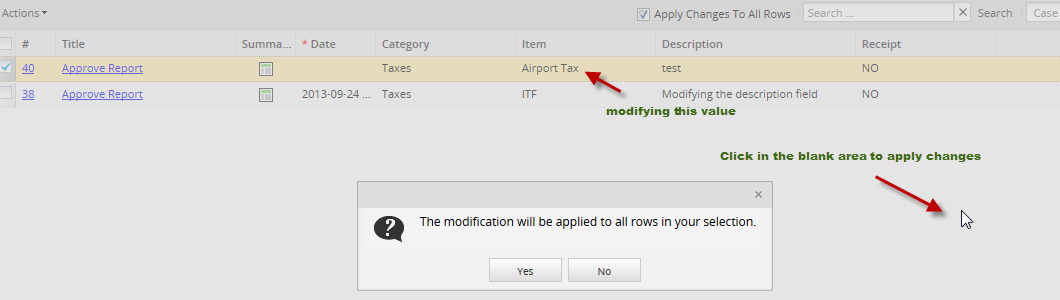 Actions Apply Changes To All Rows Search ... Search Case
# Title Summa... * Date Category Item Description Receipt
40 Approve Report Taxes Airport Tax test NO
38 Approve Report 2013-09-24 ... Taxes ITF Modifying the description field NO
modifying this value
Click in the blank area to apply changes
The modification will be applied to all rows in your selection.
Yes No